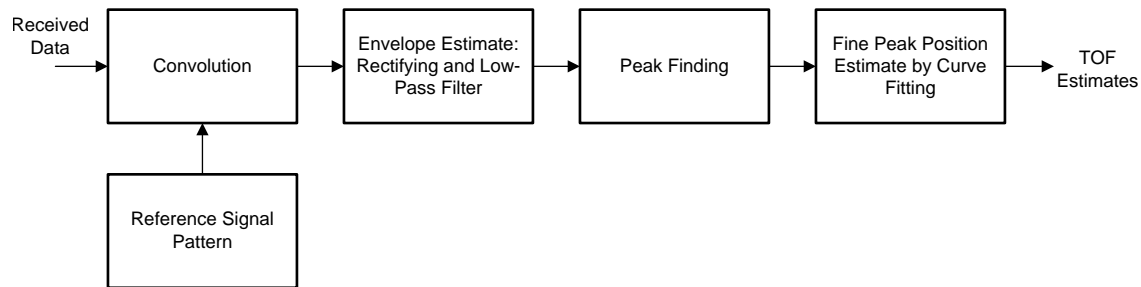 Received
Data
Convolution
Envelope Estimate:
Rectifying and Low-
Pass Filter
Peak Finding
Fine Peak Position
Estimate by Curve
Fitting
TOF
Estimates
Reference Signal
Pattern